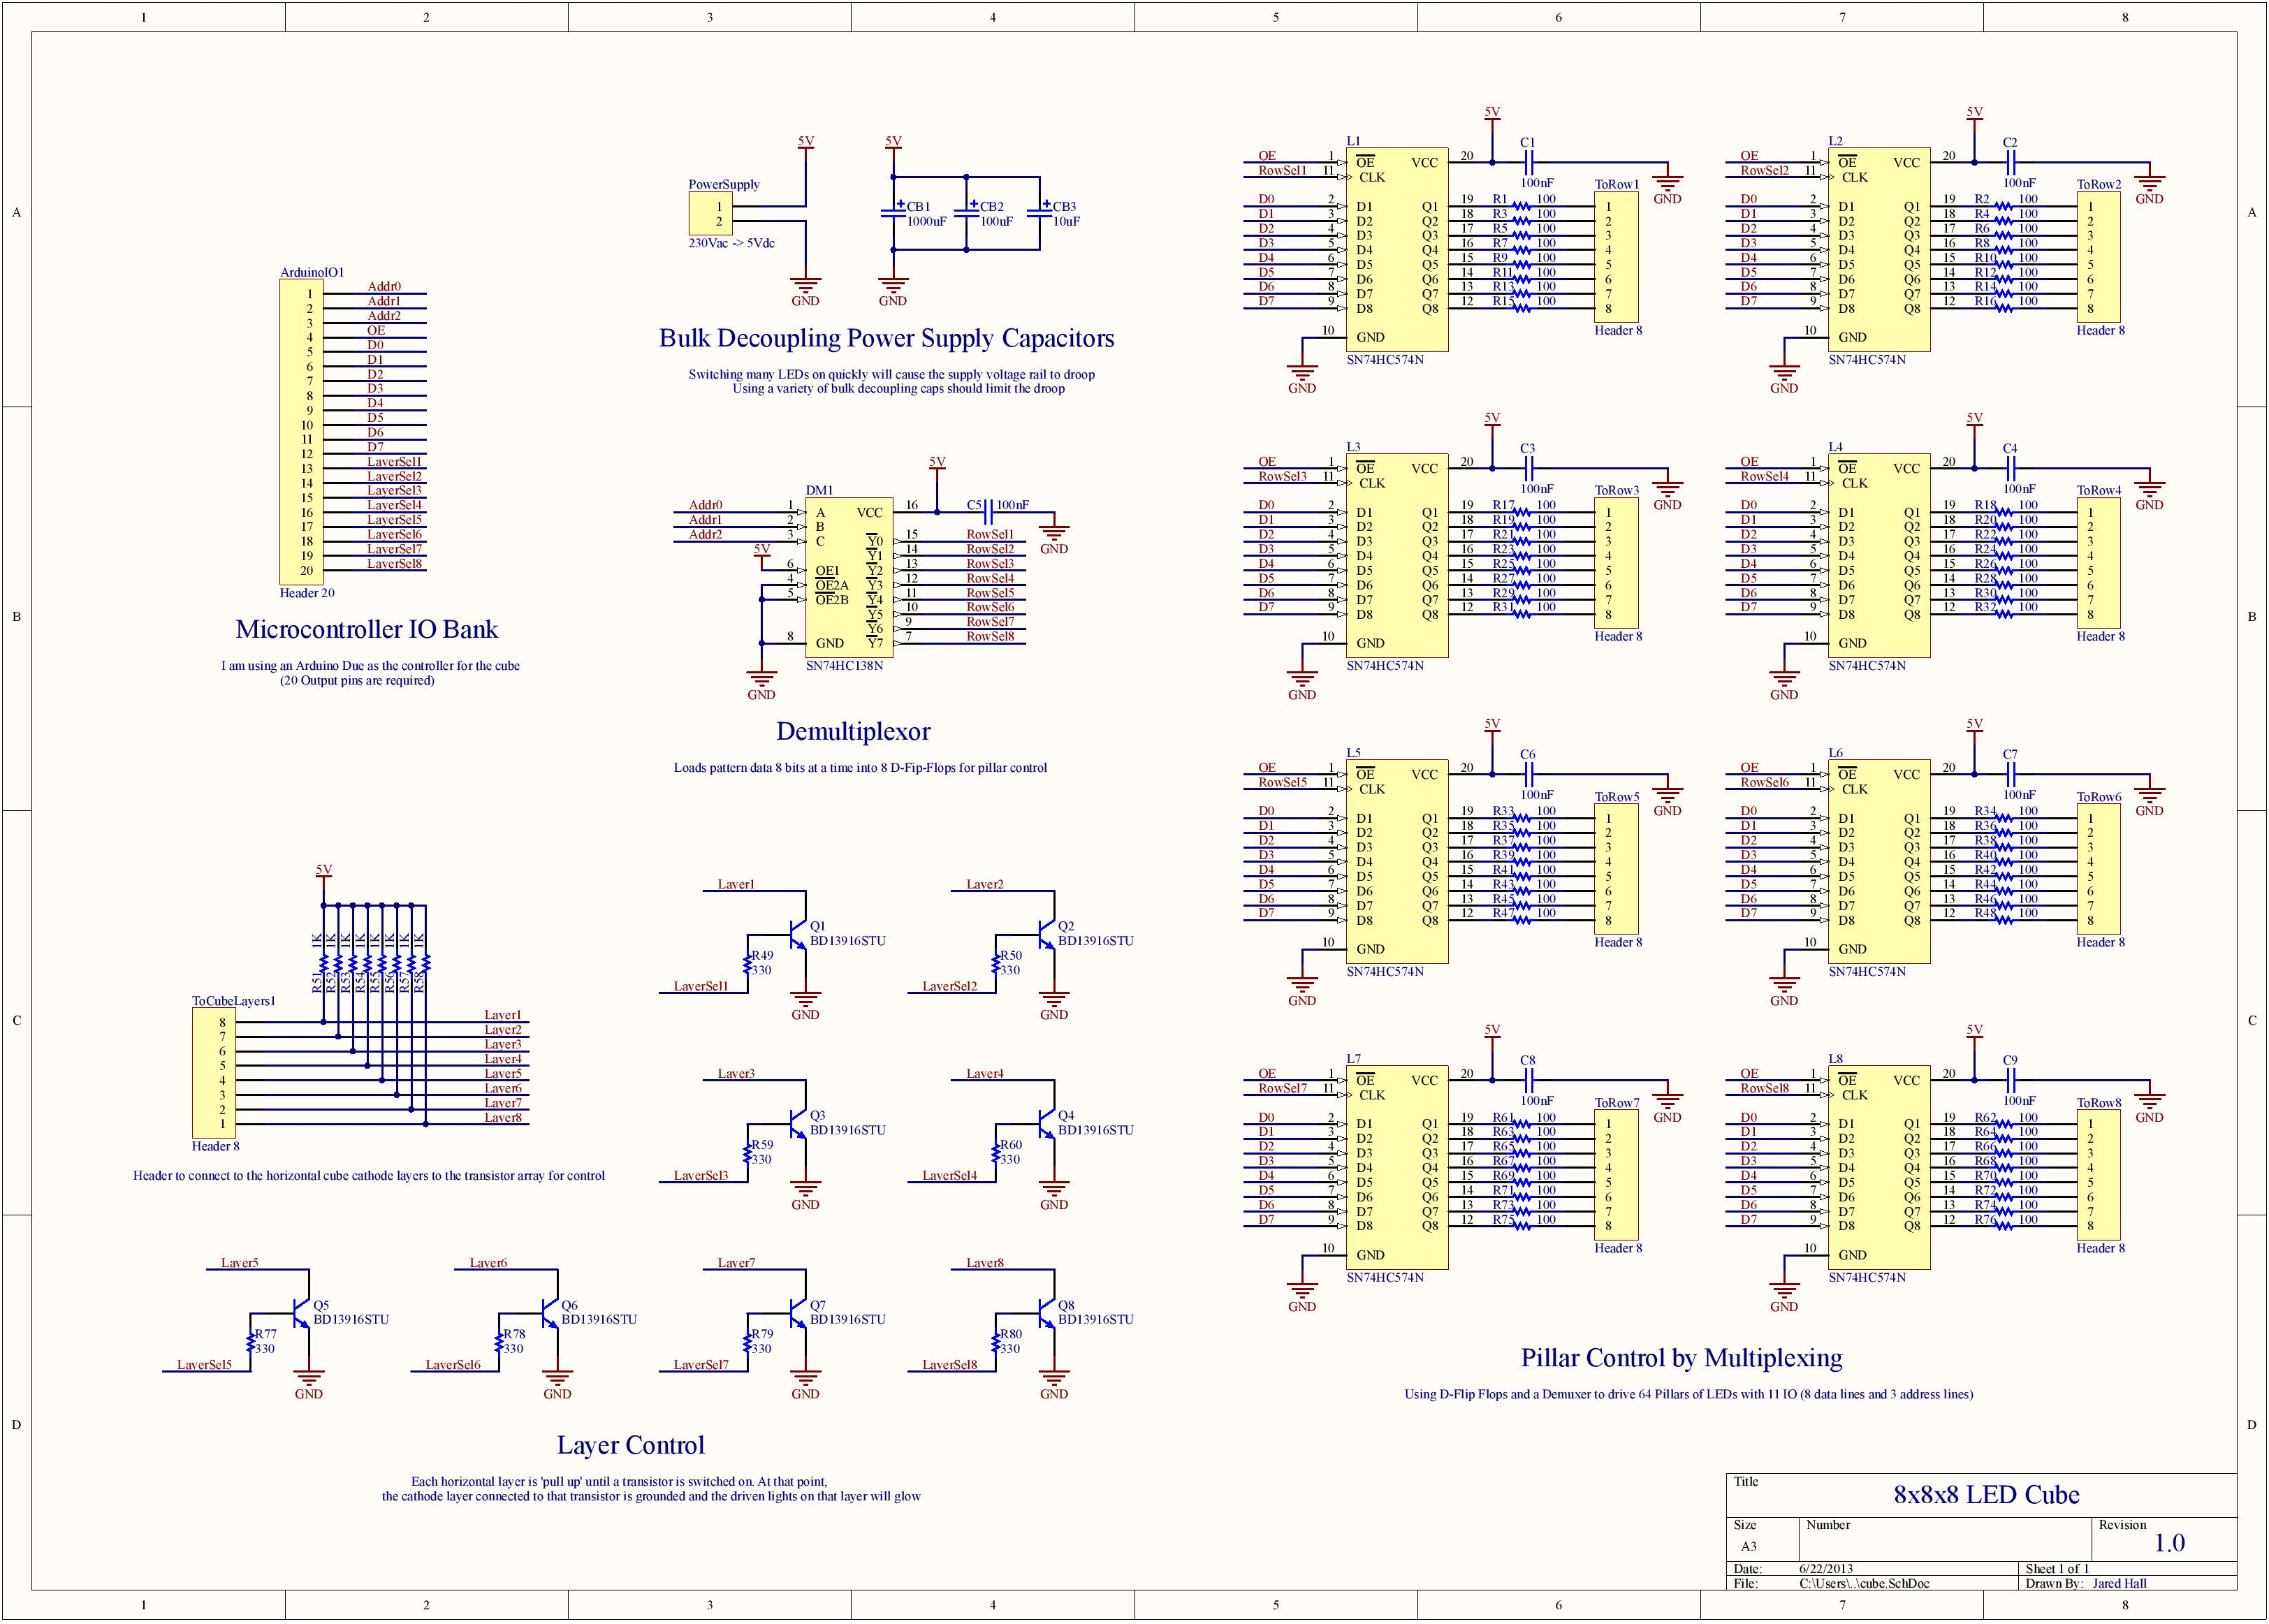 1 2 3 4 5 6 7 8
A
B
C
D
ArduinoIO1
1 Addr0
2 Addr1
3 Addr2
4 OE
5 D0
6 D1
7 D2
8 D3
9 D4
10 D5
11 D6
12 D7
13 LayerSel1
14 LayerSel2
15 LayerSel3
16 LayerSel4
17 LayerSel5
18 LayerSel6
19 LayerSel7
20 LayerSel8
Header 20
Microcontroller IO Bank
I am using an Arduino Due as the controller for the cube
(20 Output pins are required)
5V
PowerSupply
1
2
230Vac -> 5Vdc
GND
5V
CB1
1000uF
CB2
100uF
CB3
10uF
GND
Bulk Decoupling Power Supply Capacitors
Switching many LEDs on quickly will cause the supply voltage rail to droop
Using a variety of bulk decoupling caps should limit the droop
5V
DM1
Addr0 1 A VCC 16 C5 100nF
Addr1 2 B
Addr2 3 C
GND
5V
6 OE1
4 OE2A
5 OE2B
8 GND
Y0 15 RowSel1
Y1 14 RowSel2
Y2 13 RowSel3
Y3 12 RowSel4
Y4 11 RowSel5
Y5 10 RowSel6
Y6 9 RowSel7
Y7 7 RowSel8
SN74HC138N
GND
Demultiplexor
Loads pattern data 8 bits at a time into 8 D-Fip-Flops for pillar control
5V
R51 1K
R52 1K
R53 1K
R54 1K
R55 1K
R56 1K
R57 1K
R58 1K
ToCubeLayers1
8 Layer1
7 Layer2
6 Layer3
5 Layer4
4 Layer5
3 Layer6
2 Layer7
1 Layer8
Header 8
Header to connect to the horizontal cube cathode layers to the transistor array for control
Layer1
Q1
BD13916STU
R49
330
LayerSel1
GND
Layer2
Q2
BD13916STU
R50
330
LayerSel2
GND
Layer3
Q3
BD13916STU
R59
330
LayerSel3
GND
Layer4
Q4
BD13916STU
R60
330
LayerSel4
GND
Layer5
Q5
BD13916STU
R77
330
LayerSel5
GND
Layer6
Q6
BD13916STU
R78
330
LayerSel6
GND
Layer7
Q7
BD13916STU
R79
330
LayerSel7
GND
Layer8
Q8
BD13916STU
R80
330
LayerSel8
GND
Layer Control
Each horizontal layer is 'pull up' until a transistor is switched on. At that point,
the cathode layer connected to that transistor is grounded and the driven lights on that layer will glow
5V
L1 C1
OE 1 OE VCC 20
RowSel1 11 CLK 100nF GND
ToRow1
D0 2 D1 Q1 19 R1 100 1
D1 3 D2 Q2 18 R3 100 2
D2 4 D3 Q3 17 R5 100 3
D3 5 D4 Q4 16 R7 100 4
D4 6 D5 Q5 15 R9 100 5
D5 7 D6 Q6 14 R11 100 6
D6 8 D7 Q7 13 R13 100 7
D7 9 D8 Q8 12 R15 100 8
10 GND Header 8
SN74HC574N
GND
5V
L2 C2
OE 1 OE VCC 20
RowSel2 11 CLK 100nF GND
ToRow2
D0 2 D1 Q1 19 R2 100 1
D1 3 D2 Q2 18 R4 100 2
D2 4 D3 Q3 17 R6 100 3
D3 5 D4 Q4 16 R8 100 4
D4 6 D5 Q5 15 R10 100 5
D5 7 D6 Q6 14 R12 100 6
D6 8 D7 Q7 13 R14 100 7
D7 9 D8 Q8 12 R16 100 8
10 GND Header 8
SN74HC574N
GND
5V
L3 C3
OE 1 OE VCC 20
RowSel3 11 CLK 100nF GND
ToRow3
D0 2 D1 Q1 19 R17 100 1
D1 3 D2 Q2 18 R19 100 2
D2 4 D3 Q3 17 R21 100 3
D3 5 D4 Q4 16 R23 100 4
D4 6 D5 Q5 15 R25 100 5
D5 7 D6 Q6 14 R27 100 6
D6 8 D7 Q7 13 R29 100 7
D7 9 D8 Q8 12 R31 100 8
10 GND Header 8
SN74HC574N
GND
5V
L4 C4
OE 1 OE VCC 20
RowSel4 11 CLK 100nF GND
ToRow4
D0 2 D1 Q1 19 R18 100 1
D1 3 D2 Q2 18 R20 100 2
D2 4 D3 Q3 17 R22 100 3
D3 5 D4 Q4 16 R24 100 4
D4 6 D5 Q5 15 R26 100 5
D5 7 D6 Q6 14 R28 100 6
D6 8 D7 Q7 13 R30 100 7
D7 9 D8 Q8 12 R32 100 8
10 GND Header 8
SN74HC574N
GND
5V
L5 C6
OE 1 OE VCC 20
RowSel5 11 CLK 100nF GND
ToRow5
D0 2 D1 Q1 19 R33 100 1
D1 3 D2 Q2 18 R35 100 2
D2 4 D3 Q3 17 R37 100 3
D3 5 D4 Q4 16 R39 100 4
D4 6 D5 Q5 15 R41 100 5
D5 7 D6 Q6 14 R43 100 6
D6 8 D7 Q7 13 R45 100 7
D7 9 D8 Q8 12 R47 100 8
10 GND Header 8
SN74HC574N
GND
5V
L6 C7
OE 1 OE VCC 20
RowSel6 11 CLK 100nF GND
ToRow6
D0 2 D1 Q1 19 R34 100 1
D1 3 D2 Q2 18 R36 100 2
D2 4 D3 Q3 17 R38 100 3
D3 5 D4 Q4 16 R40 100 4
D4 6 D5 Q5 15 R42 100 5
D5 7 D6 Q6 14 R44 100 6
D6 8 D7 Q7 13 R46 100 7
D7 9 D8 Q8 12 R48 100 8
10 GND Header 8
SN74HC574N
GND
5V
L7 C8
OE 1 OE VCC 20
RowSel7 11 CLK 100nF GND
ToRow7
D0 2 D1 Q1 19 R61 100 1
D1 3 D2 Q2 18 R63 100 2
D2 4 D3 Q3 17 R65 100 3
D3 5 D4 Q4 16 R67 100 4
D4 6 D5 Q5 15 R69 100 5
D5 7 D6 Q6 14 R71 100 6
D6 8 D7 Q7 13 R73 100 7
D7 9 D8 Q8 12 R75 100 8
10 GND Header 8
SN74HC574N
GND
5V
L8 C9
OE 1 OE VCC 20
RowSel8 11 CLK 100nF GND
ToRow8
D0 2 D1 Q1 19 R62 100 1
D1 3 D2 Q2 18 R64 100 2
D2 4 D3 Q3 17 R66 100 3
D3 5 D4 Q4 16 R68 100 4
D4 6 D5 Q5 15 R70 100 5
D5 7 D6 Q6 14 R72 100 6
D6 8 D7 Q7 13 R74 100 7
D7 9 D8 Q8 12 R76 100 8
10 GND Header 8
SN74HC574N
GND
Pillar Control by Multiplexing
Using D-Flip Flops and a Demuxer to drive 64 Pillars of LEDs with 11 IO (8 data lines and 3 address lines)
A
B
C
D
Title
8x8x8 LED Cube
Size Number Revision
A3 1.0
Date: 6/22/2013 Sheet 1 of 1
File: C:\Users\..\cube.SchDoc Drawn By: Jared Hall
1 2 3 4 5 6 7 8